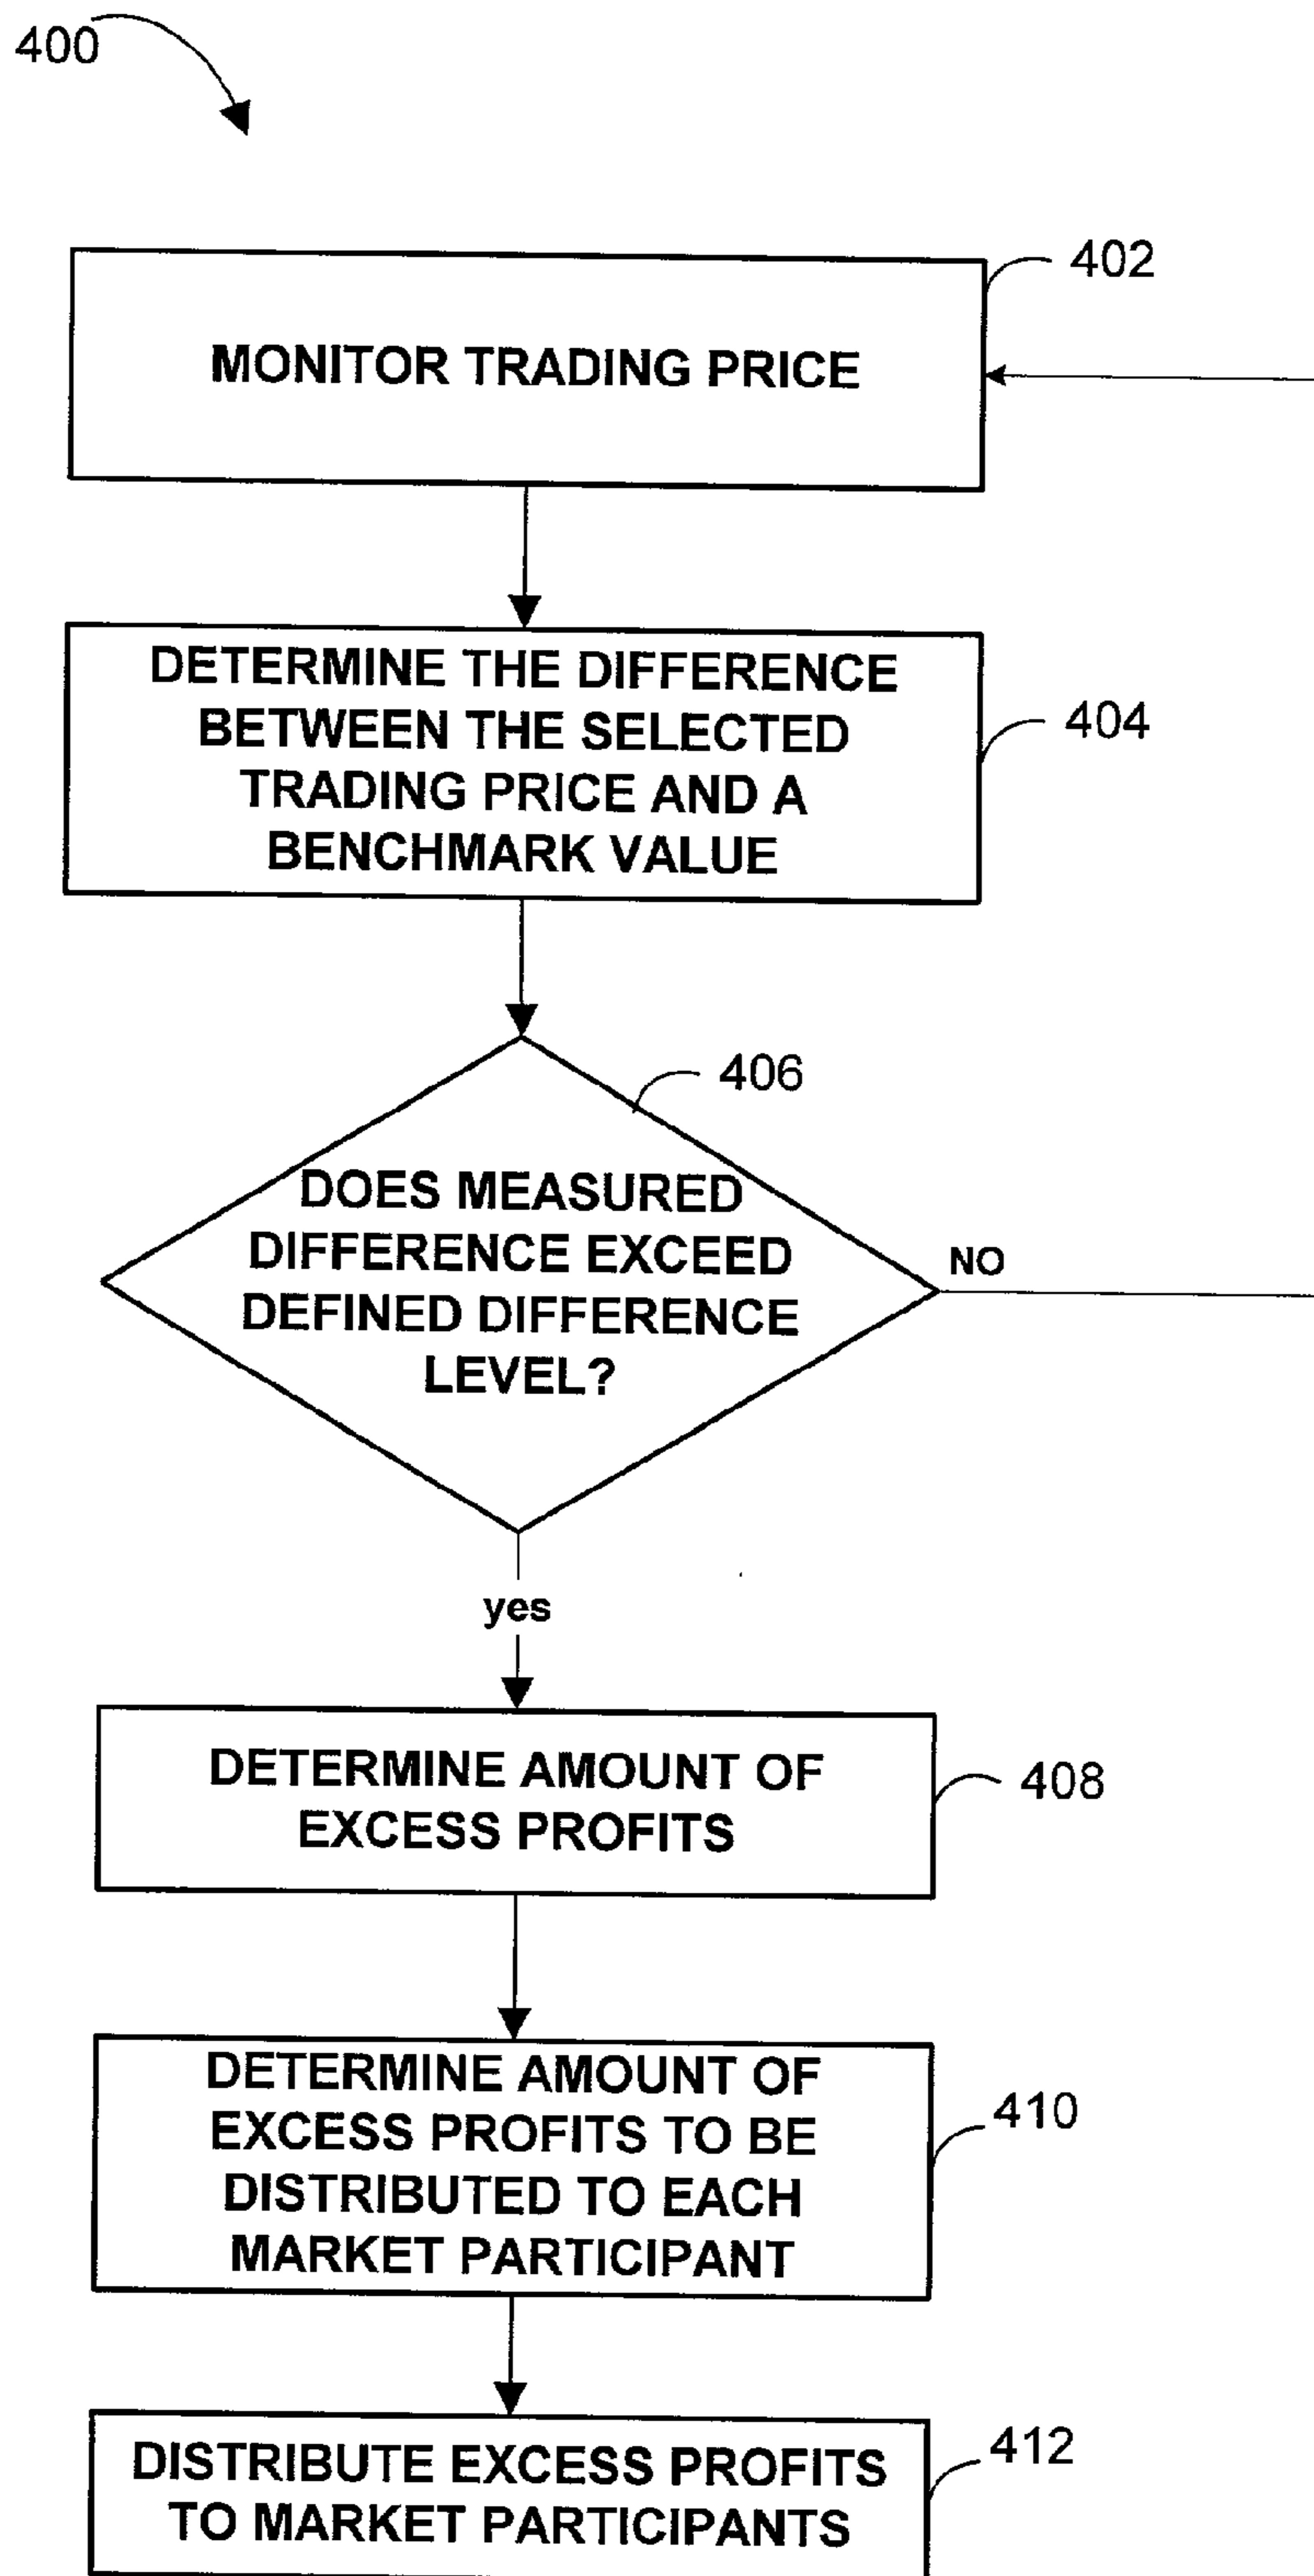 400
402
MONITOR TRADING PRICE
DETERMINE THE DIFFERENCE
BETWEEN THE SELECTED
TRADING PRICE AND A
BENCHMARK VALUE
404
406
DOES MEASURED
DIFFERENCE EXCEED
DEFINED DIFFERENCE
LEVEL?
NO
yes
DETERMINE AMOUNT OF
EXCESS PROFITS
408
DETERMINE AMOUNT OF
EXCESS PROFITS TO BE
DISTRIBUTED TO EACH
MARKET PARTICIPANT
410
DISTRIBUTE EXCESS PROFITS
TO MARKET PARTICIPANTS
412